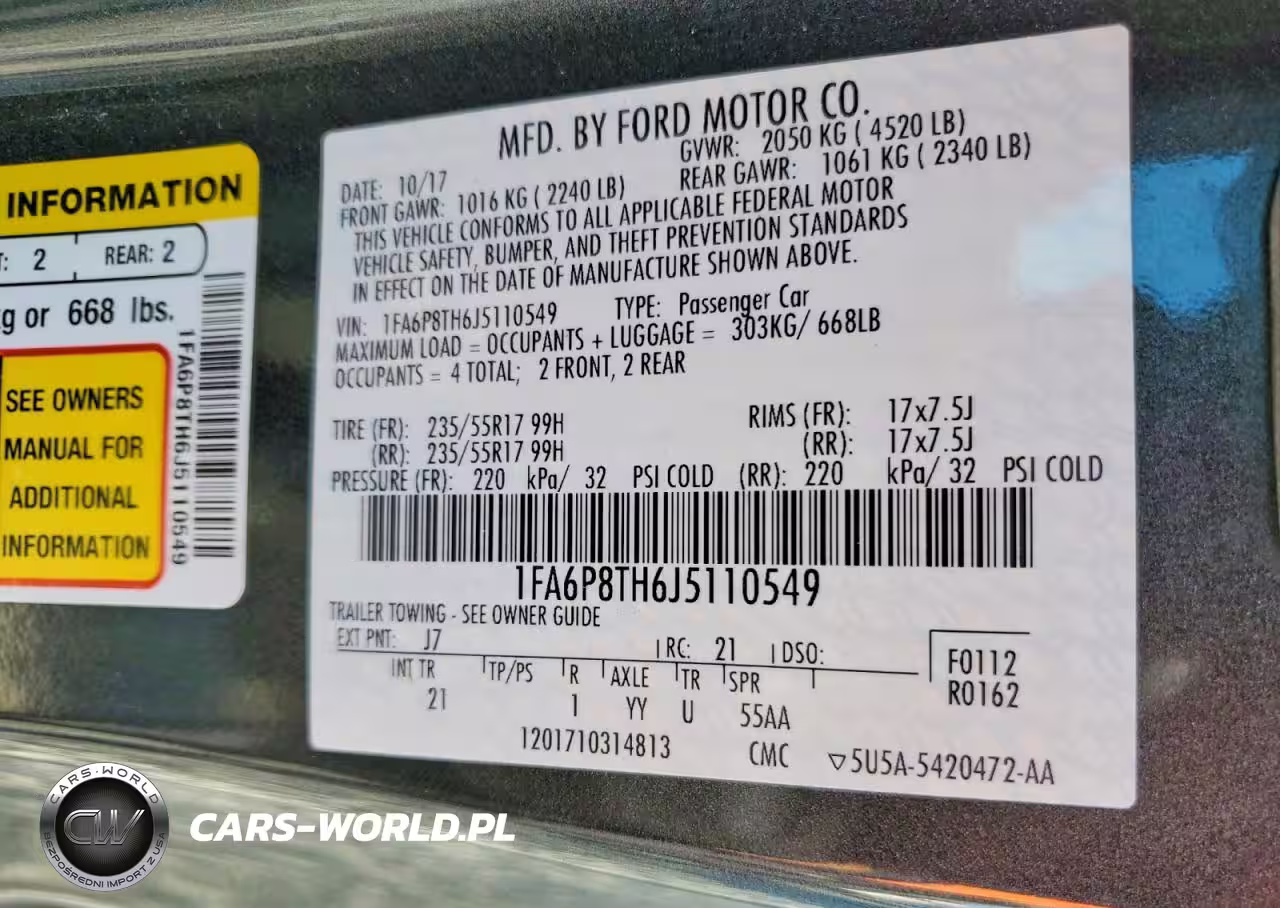 INFORMATION
: 2 REAR: 2
g or 668 lbs.
SEE OWNERS
MANUAL FOR
ADDITIONAL
INFORMATION
1FA6P8TH6J5110549
MFD. BY FORD MOTOR CO.
DATE: 10/17 GVWR: 2050 KG ( 4520 LB)
FRONT GAWR: 1016 KG ( 2240 LB) REAR GAWR: 1061 KG ( 2340 LB)
THIS VEHICLE CONFORMS TO ALL APPLICABLE FEDERAL MOTOR
VEHICLE SAFETY, BUMPER, AND THEFT PREVENTION STANDARDS
IN EFFECT ON THE DATE OF MANUFACTURE SHOWN ABOVE.
VIN: 1FA6P8TH6J5110549 TYPE: Passenger Car
MAXIMUM LOAD = OCCUPANTS + LUGGAGE = 303KG/ 668LB
OCCUPANTS = 4 TOTAL; 2 FRONT, 2 REAR
TIRE (FR): 235/55R17 99H RIMS (FR): 17x7.5J
(RR): 235/55R17 99H (RR): 17x7.5J
PRESSURE (FR): 220 kPa/ 32 PSI COLD (RR): 220 kPa/ 32 PSI COLD
1FA6P8TH6J5110549
TRAILER TOWING - SEE OWNER GUIDE
EXT PNT: J7 RC: 21 DSO: F0112
INT TR TP/PS R AXLE TR SPR R0162
21 1 YY U 55AA
1201710314813 CMC ▽5U5A-5420472-AA
CARS-WORLD
CW
BEZPOŚREDNI IMPORT Z USA
CARS-WORLD.PL